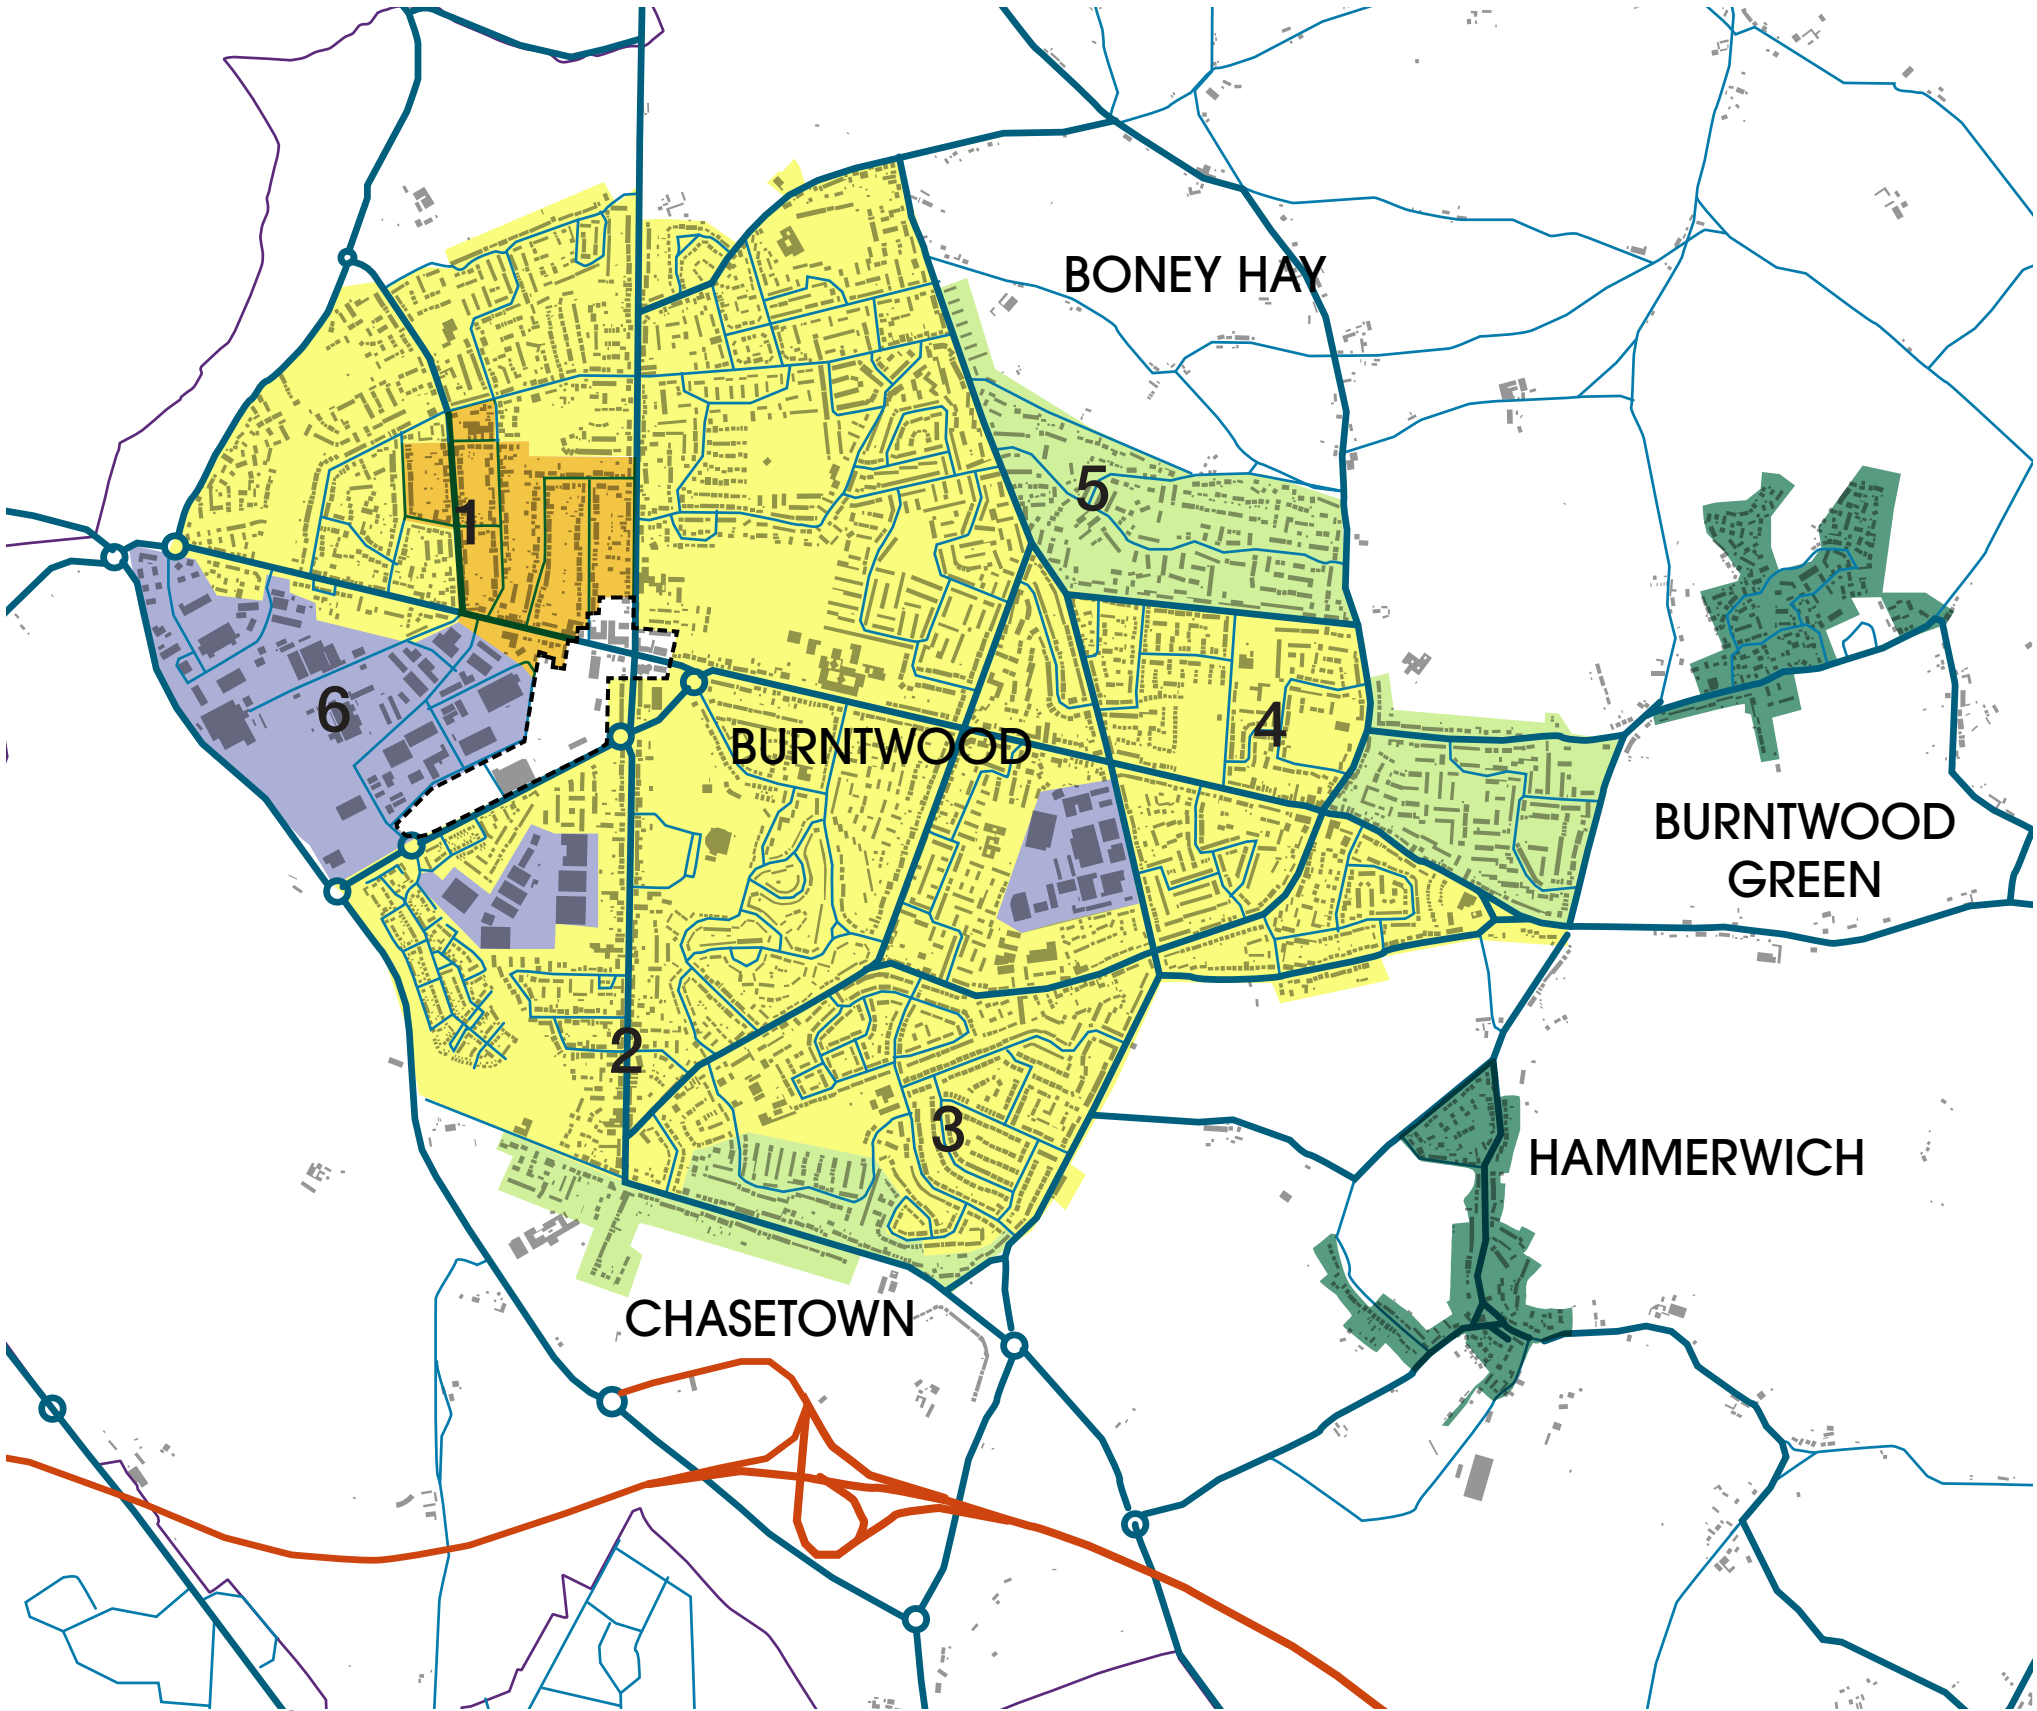 BONEY HAY
5
1
6
BURNTWOOD
4
BURNTWOOD
GREEN
2
3
HAMMERWICH
CHASETOWN